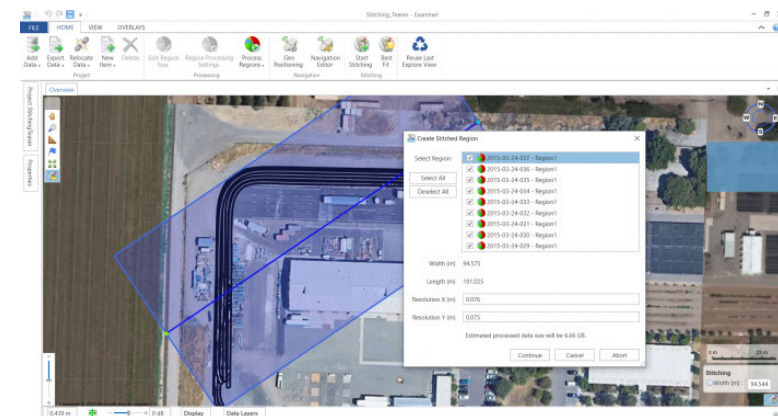 Stitching_Teaser - Examiner
FILE HOME VIEW OVERLAYS
Add Data Export Data Relocate Data New Item Delete Edit Region Size Region Processing Settings Process Regions Geo Positioning Navigation Editor Start Stitching Best Fit Reuse Last Explore View
Project Processing Navigation Stitching
Project StitchingTeaser
Properties
Overview
N
Create Stitched Region
Select Region:
Select All
Deselect All
2015-03-24-037 - Region1
2015-03-24-036 - Region1
2015-03-24-035 - Region1
2015-03-24-034 - Region1
2015-03-24-033 - Region1
2015-03-24-032 - Region1
2015-03-24-031 - Region1
2015-03-24-030 - Region1
2015-03-24-029 - Region1
Width (m) 94.575
Length (m) 191.025
Resolution X (m) 0.076
Resolution Y (m) 0.075
Estimated processed data size will be 6.66 GB.
Continue Cancel Abort
0 m 25 m
Stitching
Width (m) 94.544
0.439 m 0 dB Display Data Layers